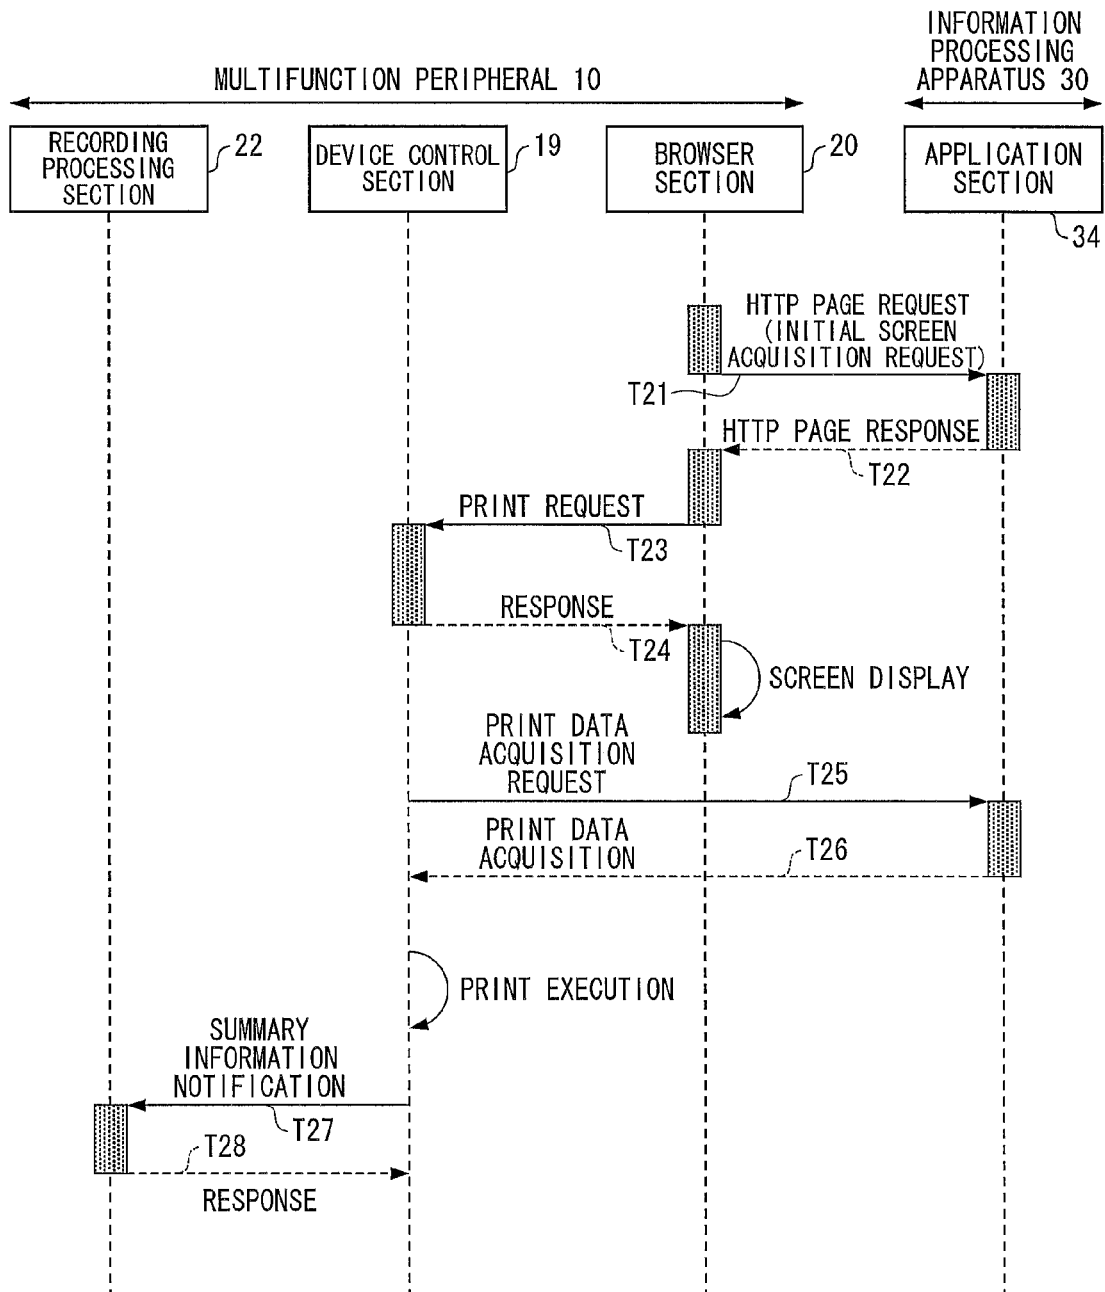 INFORMATION
PROCESSING
APPARATUS 30
MULTIFUNCTION PERIPHERAL 10
RECORDING
PROCESSING
SECTION
22
DEVICE CONTROL
SECTION
19
BROWSER
SECTION
20
APPLICATION
SECTION
34
HTTP PAGE REQUEST
(INITIAL SCREEN
ACQUISITION REQUEST)
T21
HTTP PAGE RESPONSE
T22
PRINT REQUEST
T23
RESPONSE
T24
SCREEN DISPLAY
PRINT DATA
ACQUISITION
REQUEST
T25
PRINT DATA
ACQUISITION
T26
PRINT EXECUTION
SUMMARY
INFORMATION
NOTIFICATION
T27
T28
RESPONSE